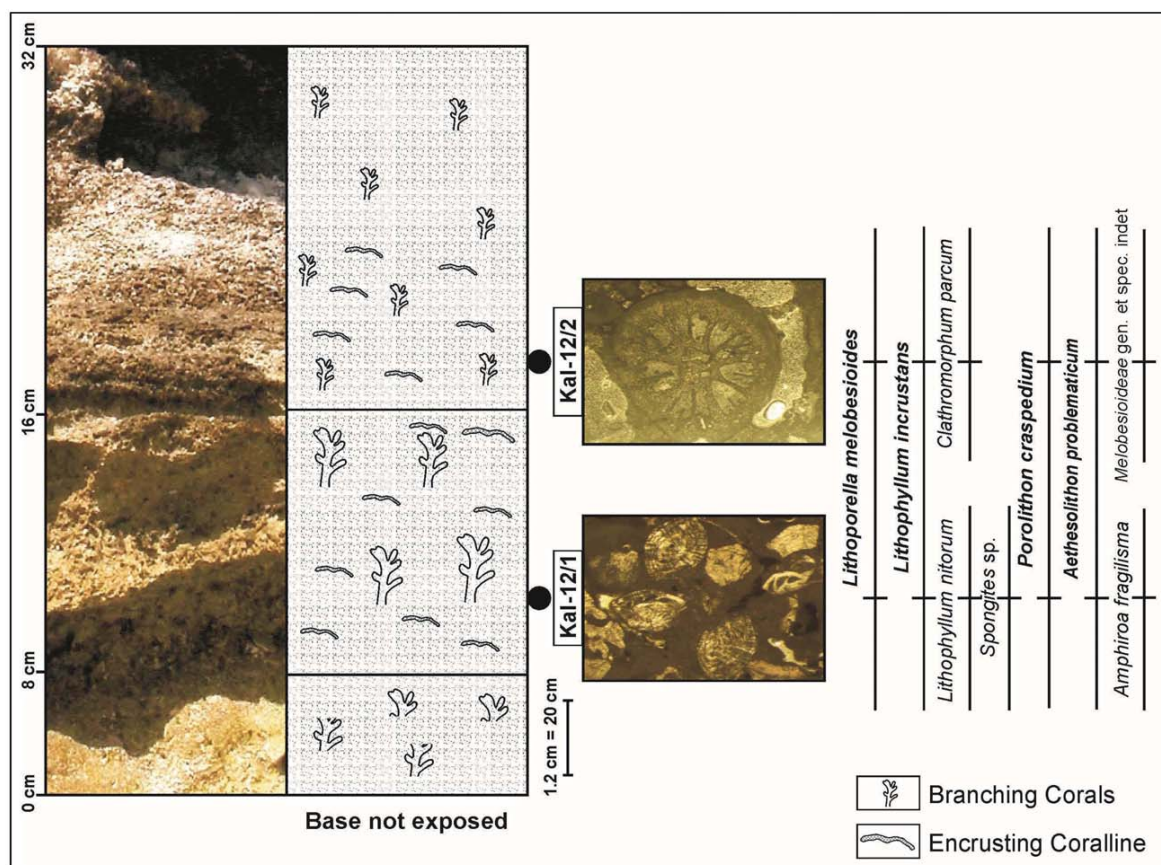 32 cm
16 cm
8 cm
0 cm
Kal-12/2
Kal-12/1
1.2 cm = 20 cm
Base not exposed
Lithoporella melobesioides
Lithophyllum incrustans
Clathromorphum parcum
Lithophyllum nitorum
Spongites sp.
Porolithon craspedium
Aethesolithon problematicum
Melobesioideae gen. et spec. indet
Amphiroa fragilisma
Branching Corals
Encrusting Coralline